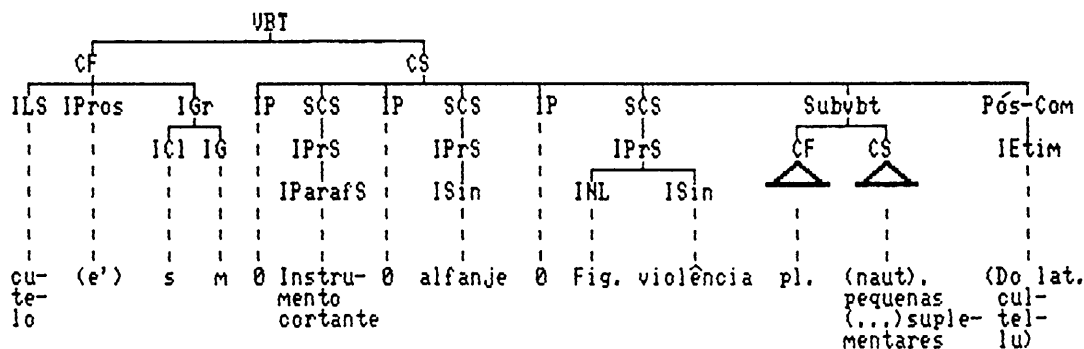 VBT
CF CS
ILS IPros IGr IP SCS IP SCS IP SCS Subvbt Pós-Com
ICl IG IPrS IPrS IPrS CF CS IEtim
IParafS ISin INL ISin
cu- (e') s m 0 Instru- 0 alfanje 0 Fig. violência pl. (naut). (Do lat.
te- mento pequenas cul-
lo cortante (...)suple- tel-
mentares lu)